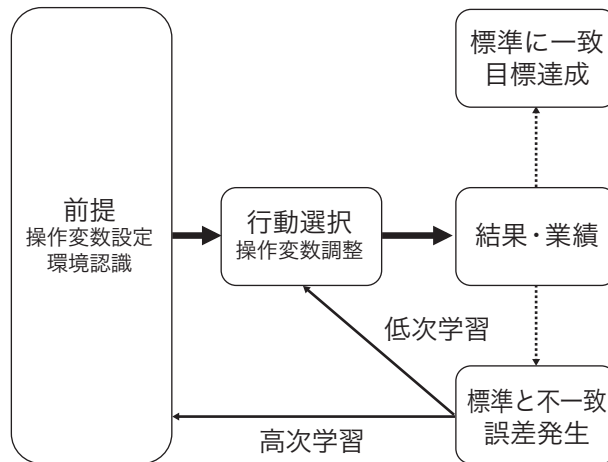 標準に一致
目標達成
前提
操作変数設定
環境認識
行動選択
操作変数調整
結果・業績
低次学習
標準と不一致
誤差発生
高次学習